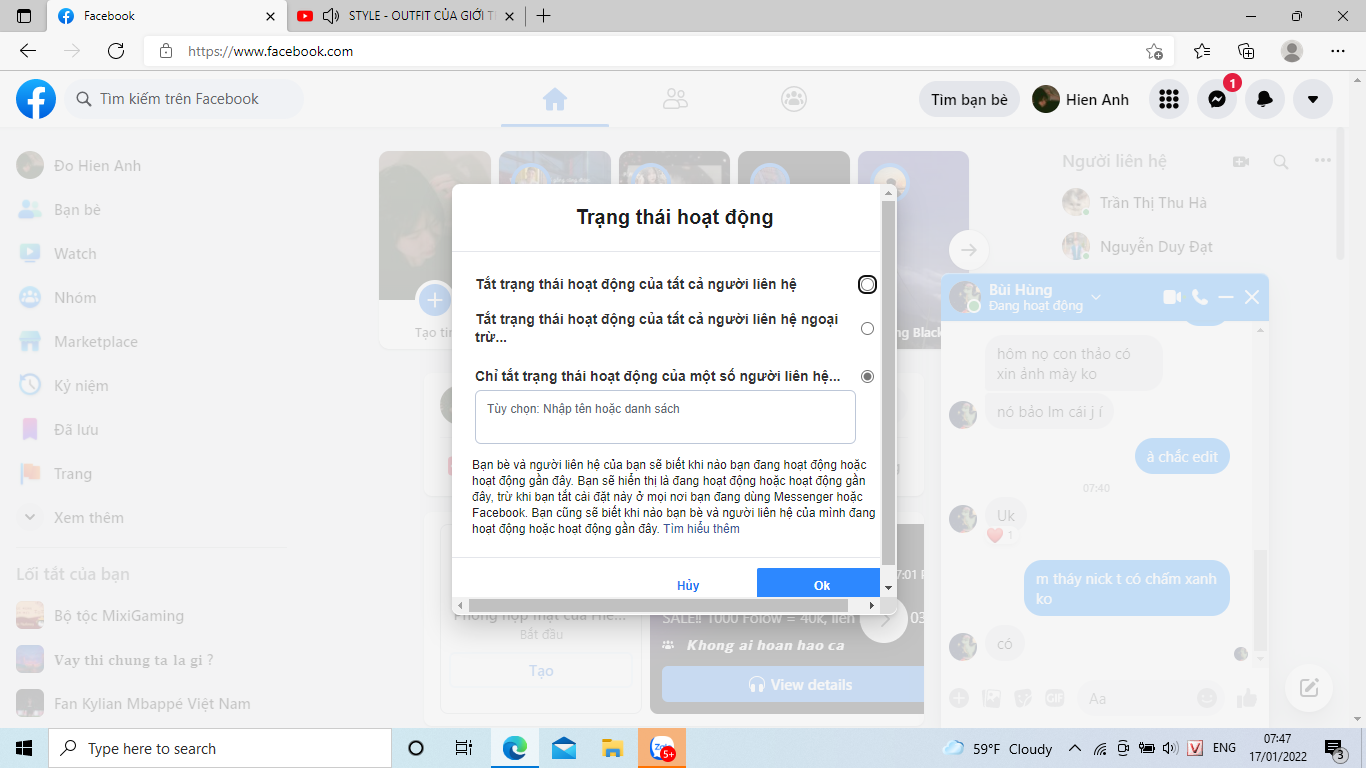 Facebook
STYLE - OUTFIT CỦA GIỚI T
https://www.facebook.com
Tìm kiếm trên Facebook
Tìm bạn bè
Hien Anh
1
Đo Hien Anh
Bạn bè
Watch
Nhóm
Marketplace
Kỷ niệm
Đã lưu
Trang
Xem thêm
Lối tắt của bạn
Bộ tộc MixiGaming
Vay thi chung ta la gi ?
Fan Kylian Mbappé Việt Nam
Tạo tin
ng Black
Trạng thái hoạt động
Tắt trạng thái hoạt động của tất cả người liên hệ
Tắt trạng thái hoạt động của tất cả người liên hệ ngoại
trừ...
Chỉ tắt trạng thái hoạt động của một số người liên hệ...
Tùy chọn: Nhập tên hoặc danh sách
Bạn bè và người liên hệ của bạn sẽ biết khi nào bạn đang hoạt động hoặc
hoạt động gần đây. Bạn sẽ hiển thị là đang hoạt động hoặc hoạt động gần
đây, trừ khi bạn tắt cài đặt này ở mọi nơi bạn đang dùng Messenger hoặc
Facebook. Bạn cũng sẽ biết khi nào bạn bè và người liên hệ của mình đang
hoạt động hoặc hoạt động gần đây. Tìm hiểu thêm
Hủy
Ok
Bắt đầu
Tạo
7:01
SALE!! 1000 Folow = 40k, liên 03
Khong ai hoan hao ca
View details
Người liên hệ
Trần Thị Thu Hà
Nguyễn Duy Đạt
Bùi Hùng
Đang hoạt động
hôm nọ con thảo có
xin ảnh mày ko
nó bảo lm cái j í
à chắc edit
07:40
Uk
1
m tháy nick t có chấm xanh
ko
có
GIF
Aa
Type here to search
Zalo
5+
59°F Cloudy
V
ENG
07:47
17/01/2022
3